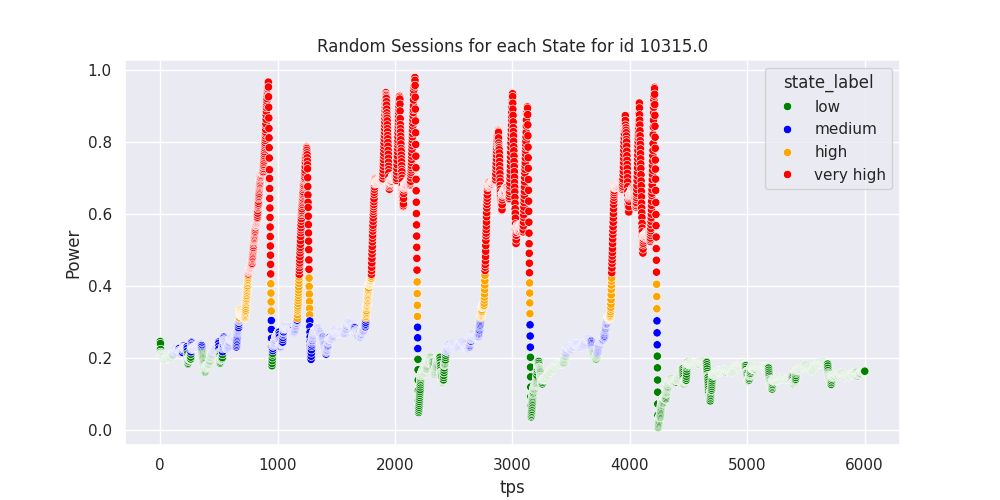 Random Sessions for each State for id 10315.0
1.0
0.8
0.6
0.4
0.2
0.0
Power
state_label
low
medium
high
very high
0 1000 2000 3000 4000 5000 6000
tps